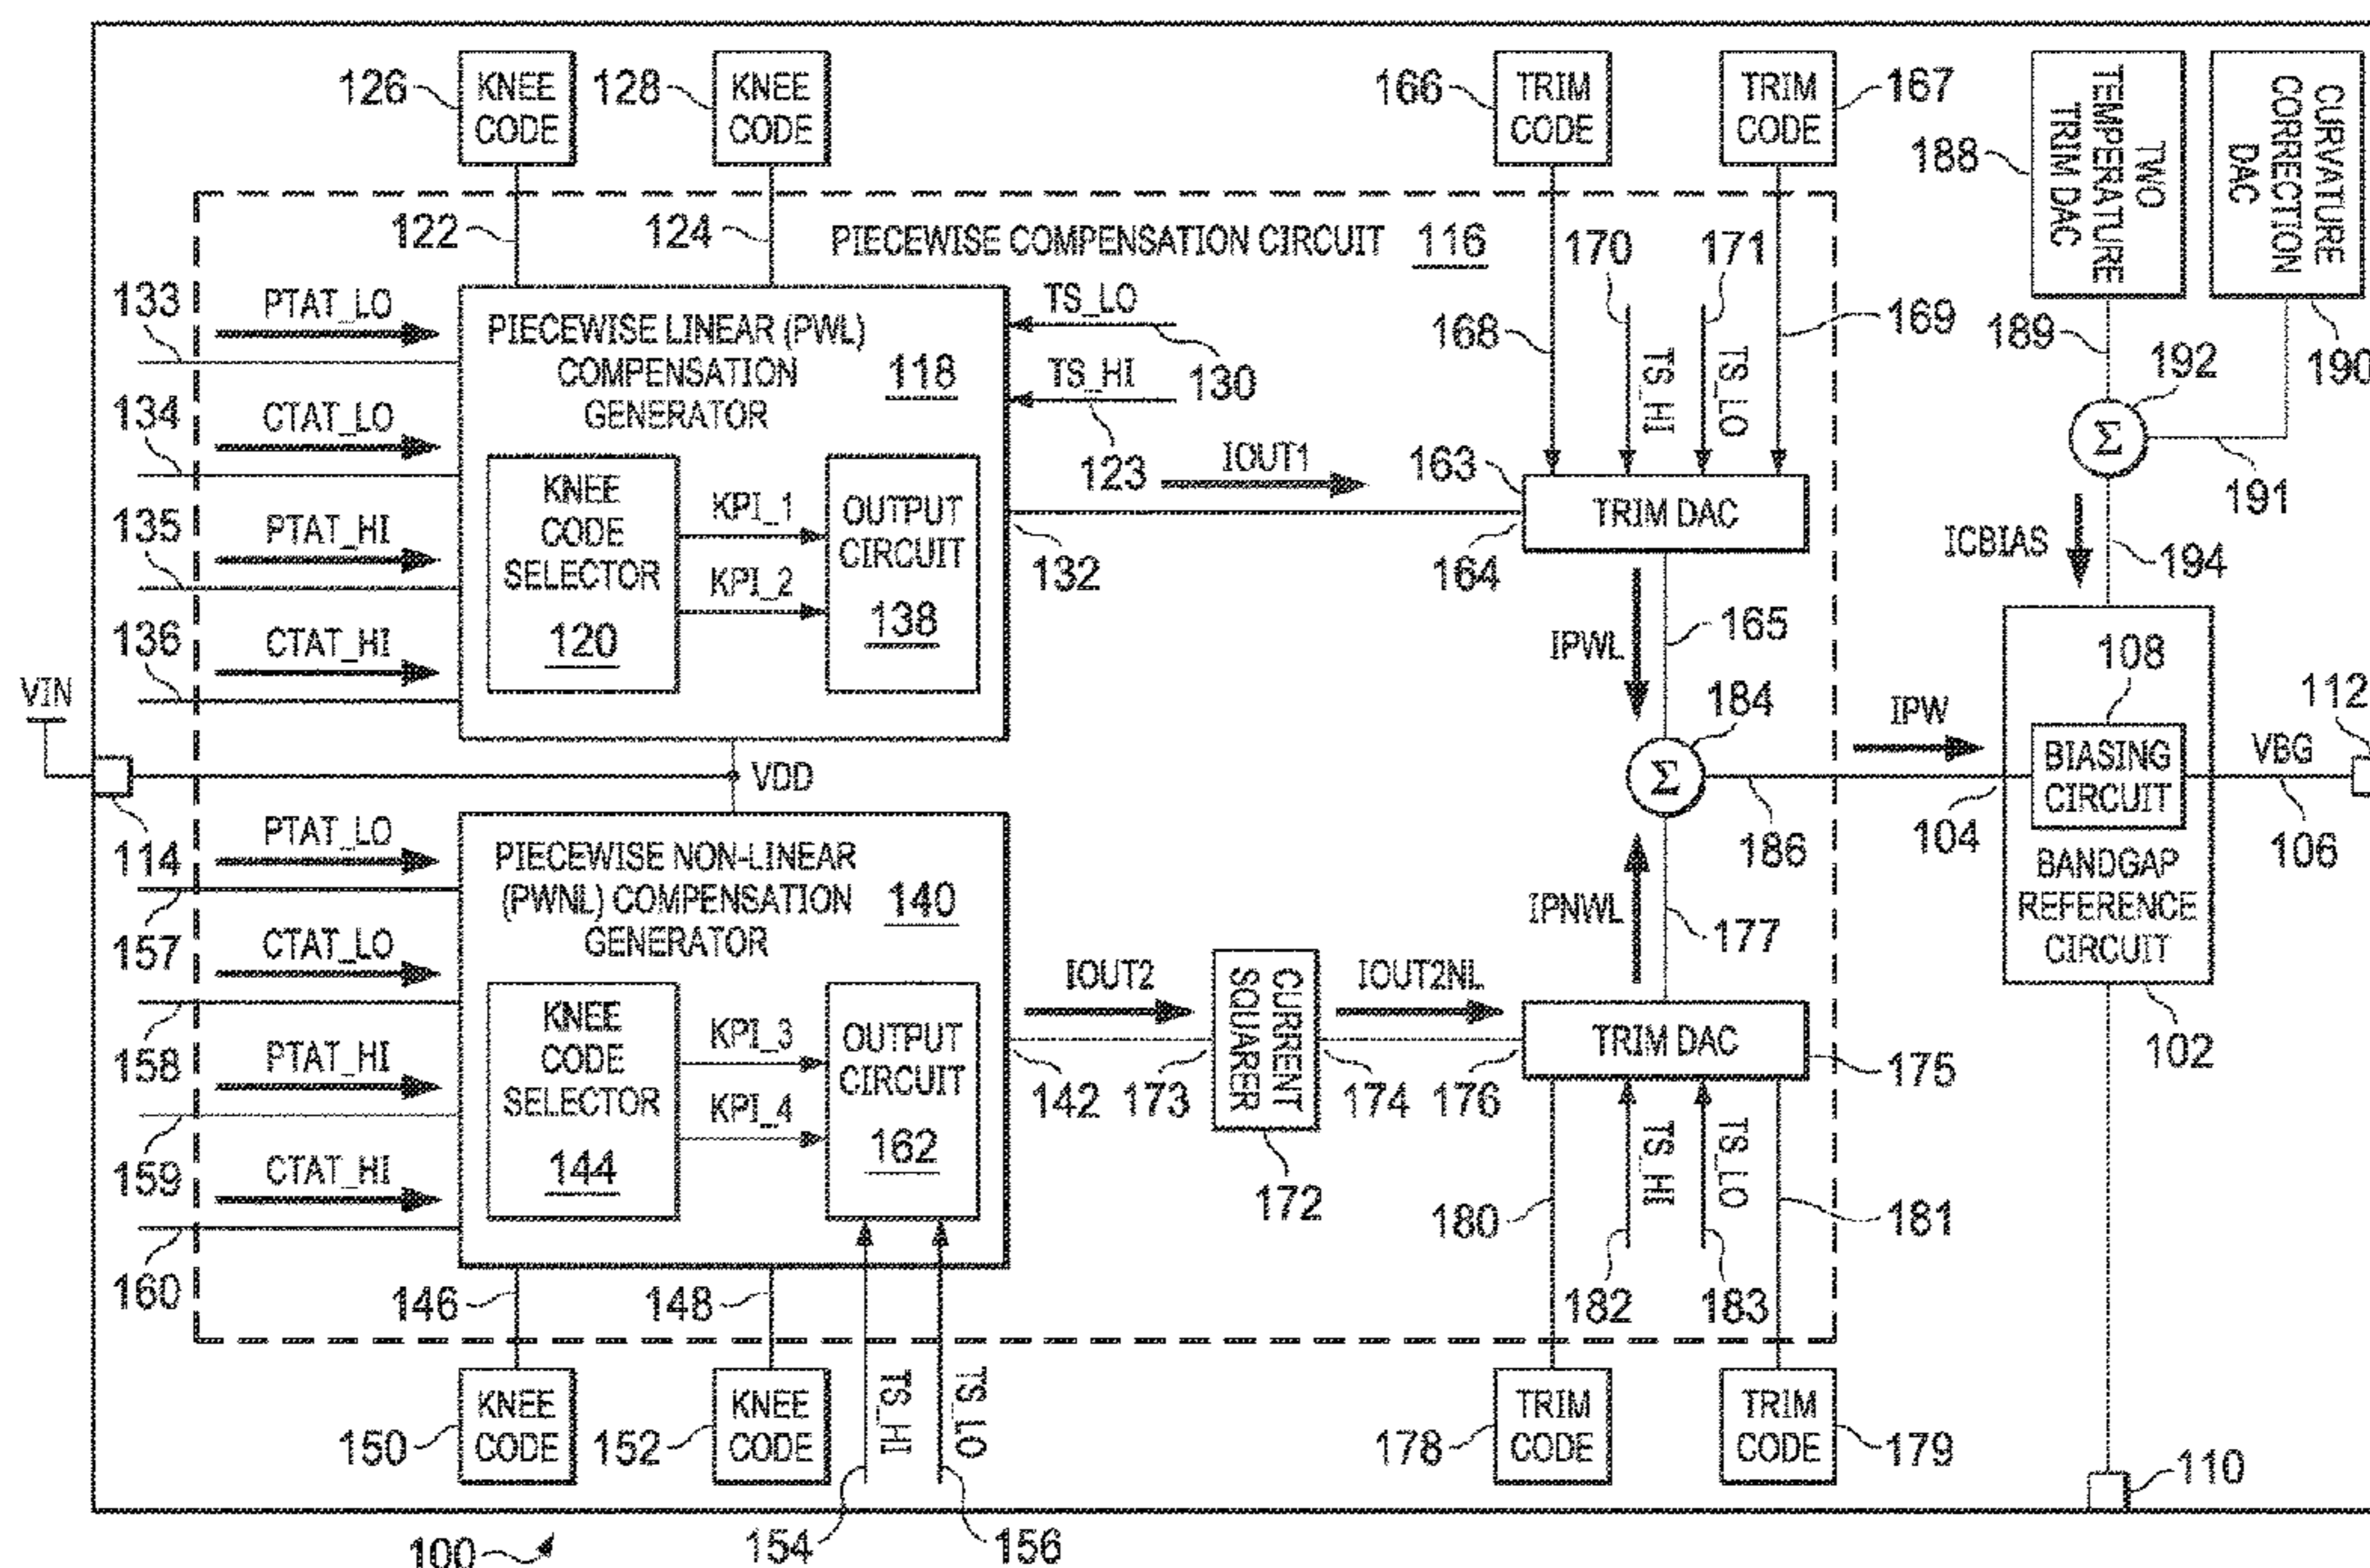 126
KNEE
CODE
128
KNEE
CODE
166
TRIM
CODE
TRIM
CODE
167
188
TWO
TEMPERATURE
TRIM DAC
CURVATURE
CORRECTION
DAC
122
124
PIECEWISE COMPENSATION CIRCUIT 116
170
171
168
TS_HI
TS_LO
169
189
192
190
133
PTAT_LO
134
CTAT_LO
135
PTAT_HI
136
CTAT_HI
PIECEWISE LINEAR (PWL)
COMPENSATION
GENERATOR
118
KNEE
CODE
SELECTOR
120
KPI_1
KPI_2
OUTPUT
CIRCUIT
138
TS_LO
130
TS_HI
123
IOUT1
132
163
164
TRIM DAC
Σ
191
ICBIAS
194
IPWL
165
184
Σ
IPW
186
104
108
BIASING
CIRCUIT
BANDGAP
REFERENCE
CIRCUIT
102
VBG
106
112
VIN
114
VDD
PTAT_LO
157
CTAT_LO
158
PTAT_HI
159
CTAT_HI
160
PIECEWISE NON-LINEAR
(PWNL) COMPENSATION
GENERATOR
140
KNEE
CODE
SELECTOR
144
KPI_3
KPI_4
OUTPUT
CIRCUIT
162
IOUT2
142
173
CURRENT
SQUARER
172
IOUT2NL
174
176
IPNWL
177
TRIM DAC
175
180
TS_HI
TS_LO
181
182
183
146
148
150
KNEE
CODE
152
KNEE
CODE
TS_HI
TS_LO
154
156
178
TRIM
CODE
TRIM
CODE
179
110
100